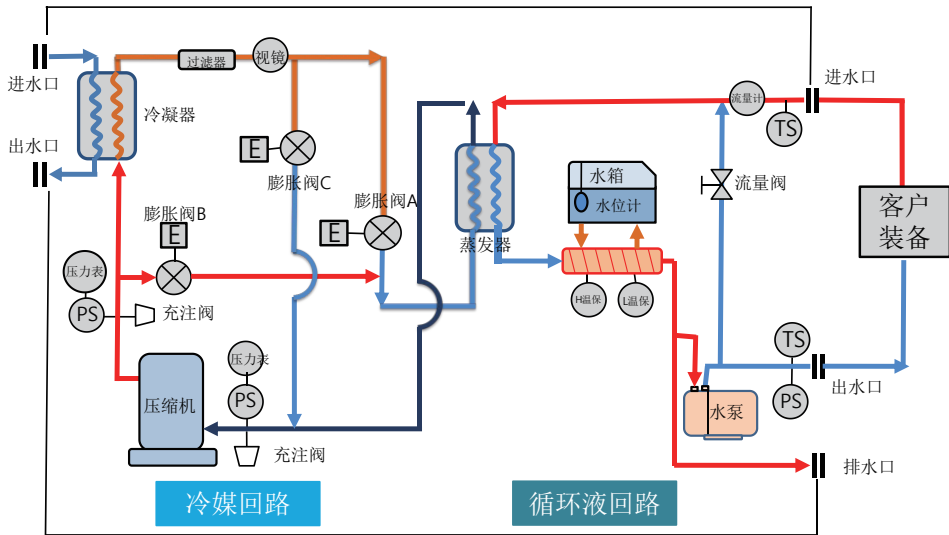 进水口
出水口
冷凝器
过滤器
视镜
E
膨胀阀C
膨胀阀B
E
E
膨胀阀A
压力表
PS
充注阀
压缩机
压力表
PS
充注阀
冷媒回路
蒸发器
水箱
水位计
H温保
L温保
流量计
TS
进水口
流量阀
客户
装备
TS
PS
出水口
水泵
排水口
循环液回路